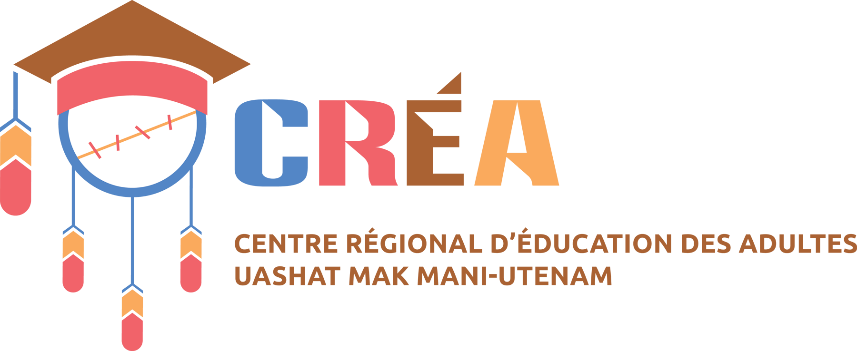 CRÉA
CENTRE RÉGIONAL D'ÉDUCATION DES ADULTES
UASHAT MAK MANI-UTENAM